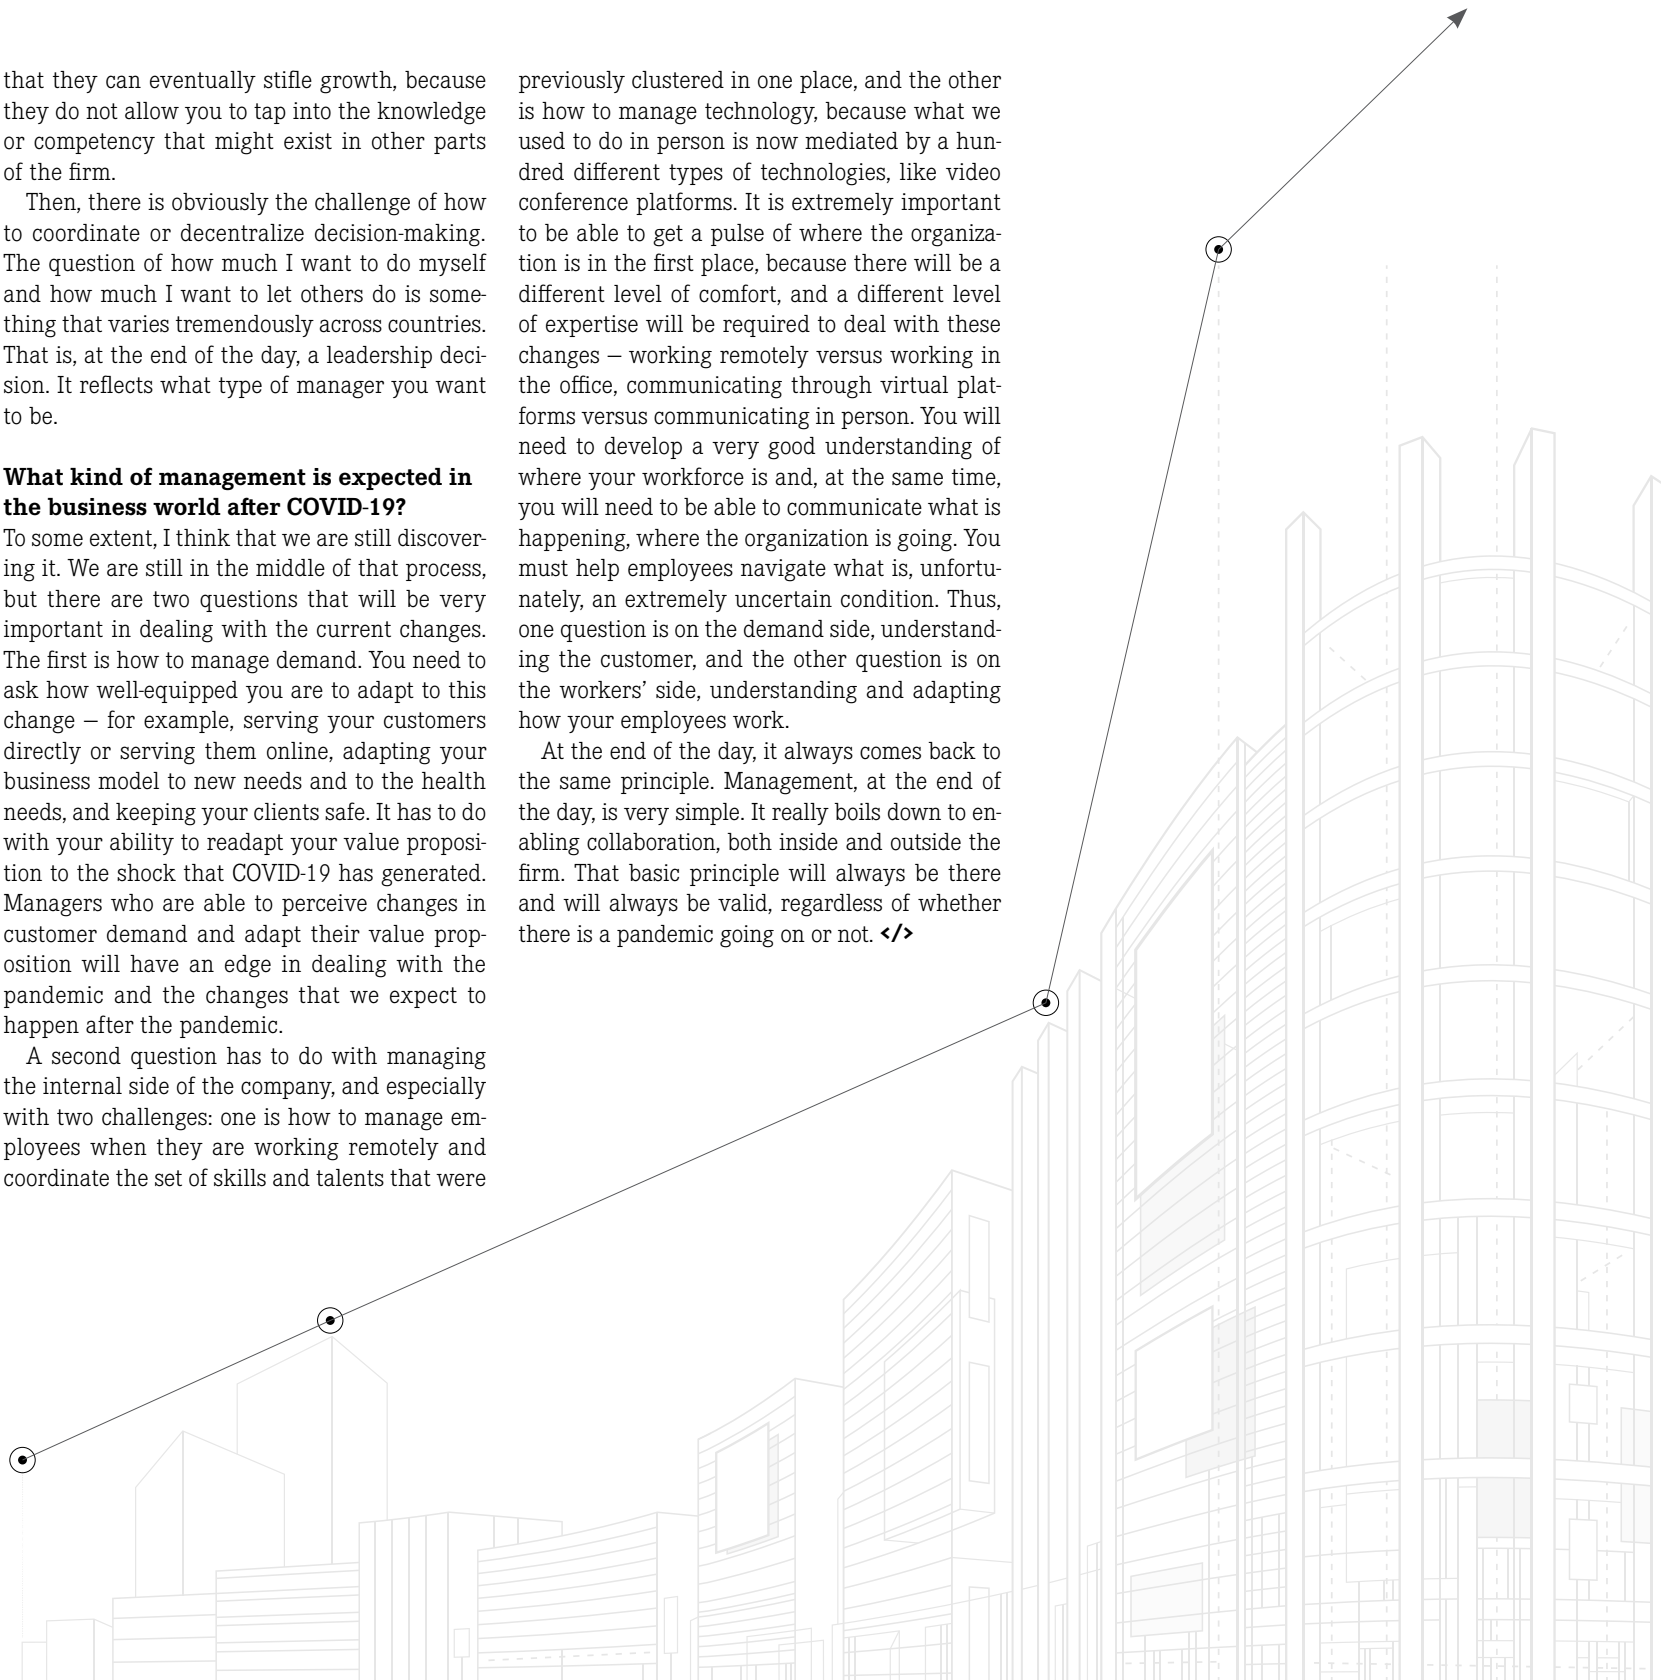 that they can eventually stifle growth, because
they do not allow you to tap into the knowledge
or competency that might exist in other parts
of the firm.
Then, there is obviously the challenge of how
to coordinate or decentralize decision-making.
The question of how much I want to do myself
and how much I want to let others do is some-
thing that varies tremendously across countries.
That is, at the end of the day, a leadership deci-
sion. It reflects what type of manager you want
to be.
What kind of management is expected in
the business world after COVID-19?
To some extent, I think that we are still discover-
ing it. We are still in the middle of that process,
but there are two questions that will be very
important in dealing with the current changes.
The first is how to manage demand. You need to
ask how well-equipped you are to adapt to this
change – for example, serving your customers
directly or serving them online, adapting your
business model to new needs and to the health
needs, and keeping your clients safe. It has to do
with your ability to readapt your value proposi-
tion to the shock that COVID-19 has generated.
Managers who are able to perceive changes in
customer demand and adapt their value prop-
osition will have an edge in dealing with the
pandemic and the changes that we expect to
happen after the pandemic.
A second question has to do with managing
the internal side of the company, and especially
with two challenges: one is how to manage em-
ployees when they are working remotely and
coordinate the set of skills and talents that were
previously clustered in one place, and the other
is how to manage technology, because what we
used to do in person is now mediated by a hun-
dred different types of technologies, like video
conference platforms. It is extremely important
to be able to get a pulse of where the organiza-
tion is in the first place, because there will be a
different level of comfort, and a different level
of expertise will be required to deal with these
changes – working remotely versus working in
the office, communicating through virtual plat-
forms versus communicating in person. You will
need to develop a very good understanding of
where your workforce is and, at the same time,
you will need to be able to communicate what is
happening, where the organization is going. You
must help employees navigate what is, unfortu-
nately, an extremely uncertain condition. Thus,
one question is on the demand side, understand-
ing the customer, and the other question is on
the workers’ side, understanding and adapting
how your employees work.
At the end of the day, it always comes back to
the same principle. Management, at the end of
the day, is very simple. It really boils down to en-
abling collaboration, both inside and outside the
firm. That basic principle will always be there
and will always be valid, regardless of whether
there is a pandemic going on or not. </>